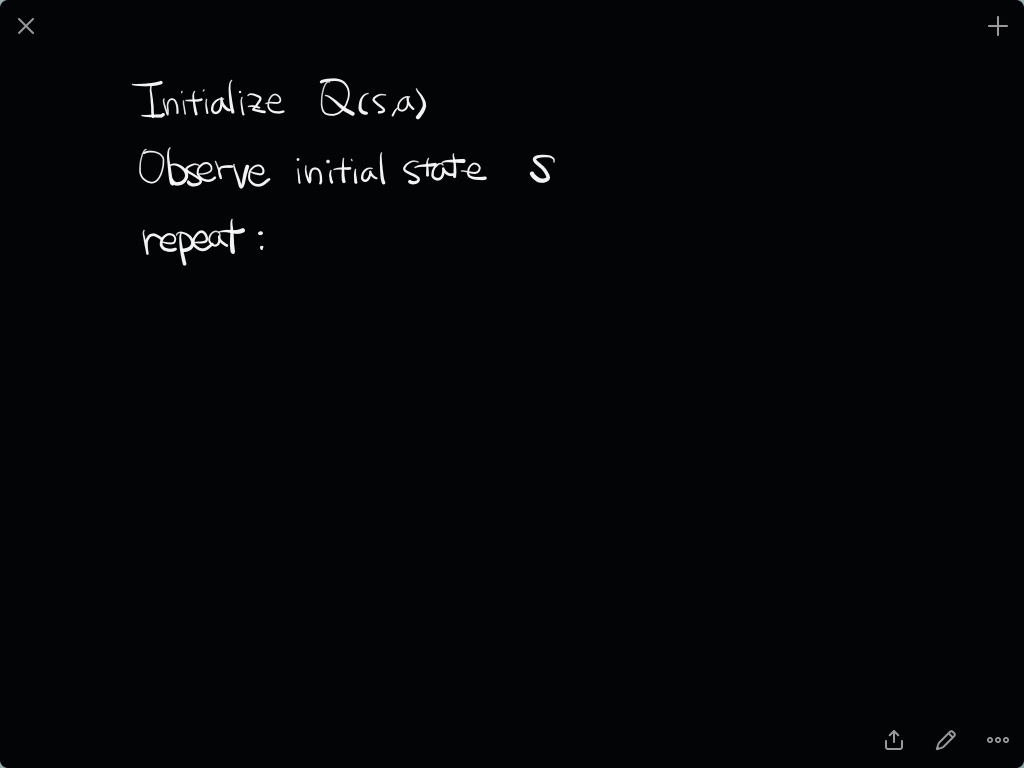 Initialize Q(s,a)
Observe initial state s
repeat: